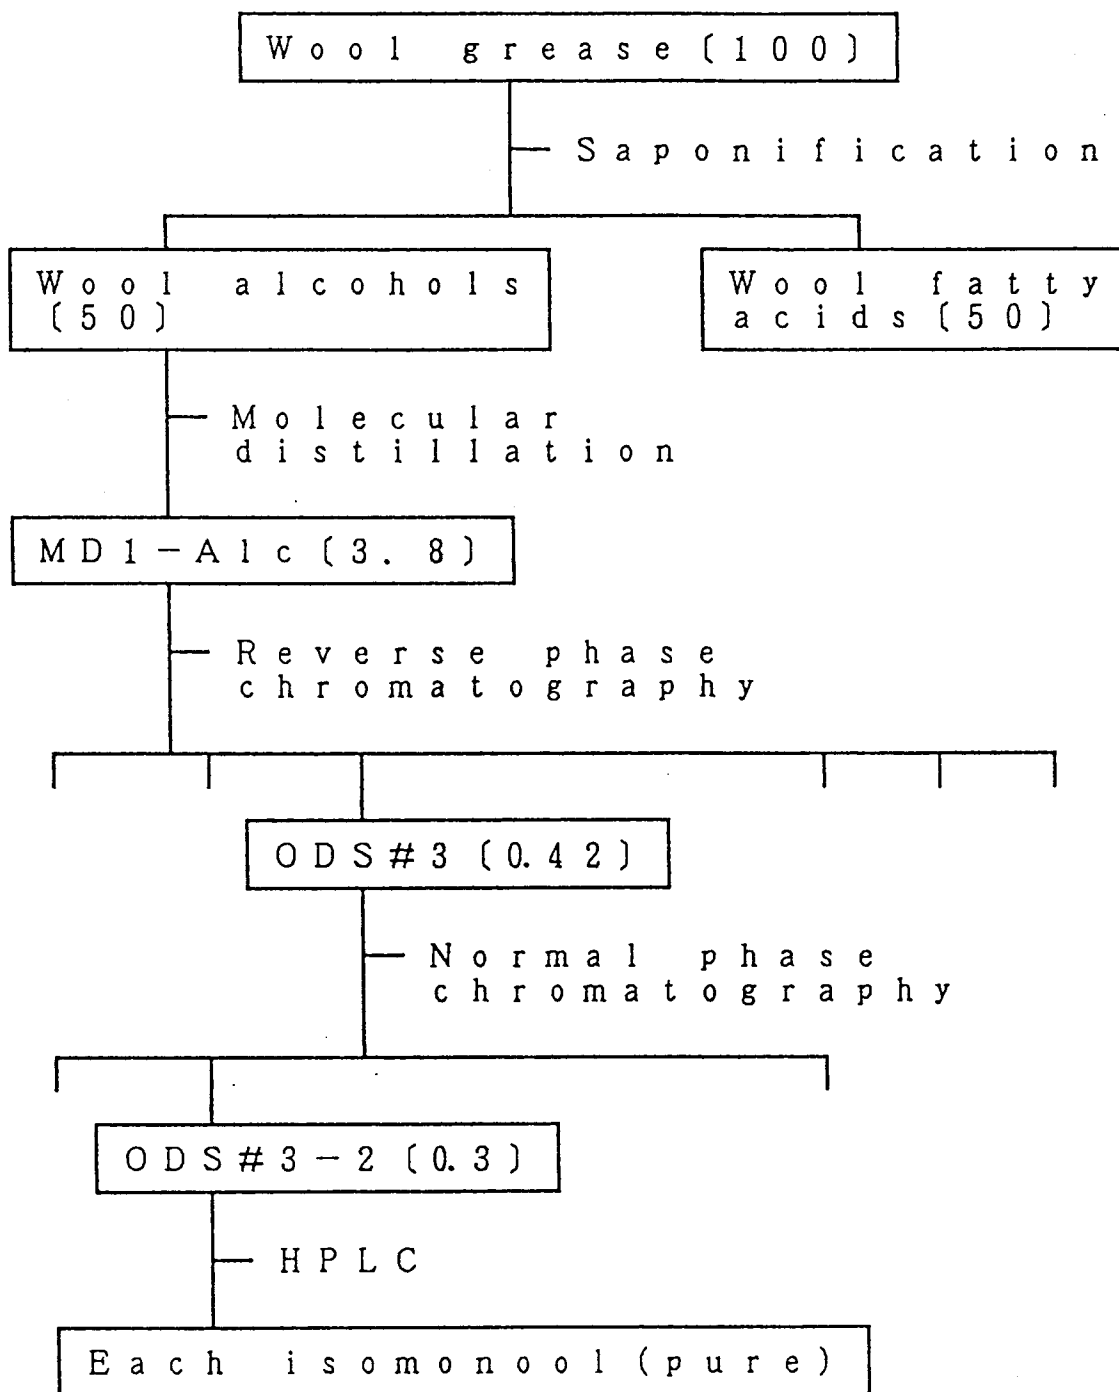 Wool grease (100)
Saponification
Wool alcohols
(50)
Wool fatty
acids (50)
Molecular
distillation
MD1-Alc (3.8)
Reverse phase
chromatography
ODS#3 (0.42)
Normal phase
chromatography
ODS#3-2 (0.3)
HPLC
Each isomonool (pure)